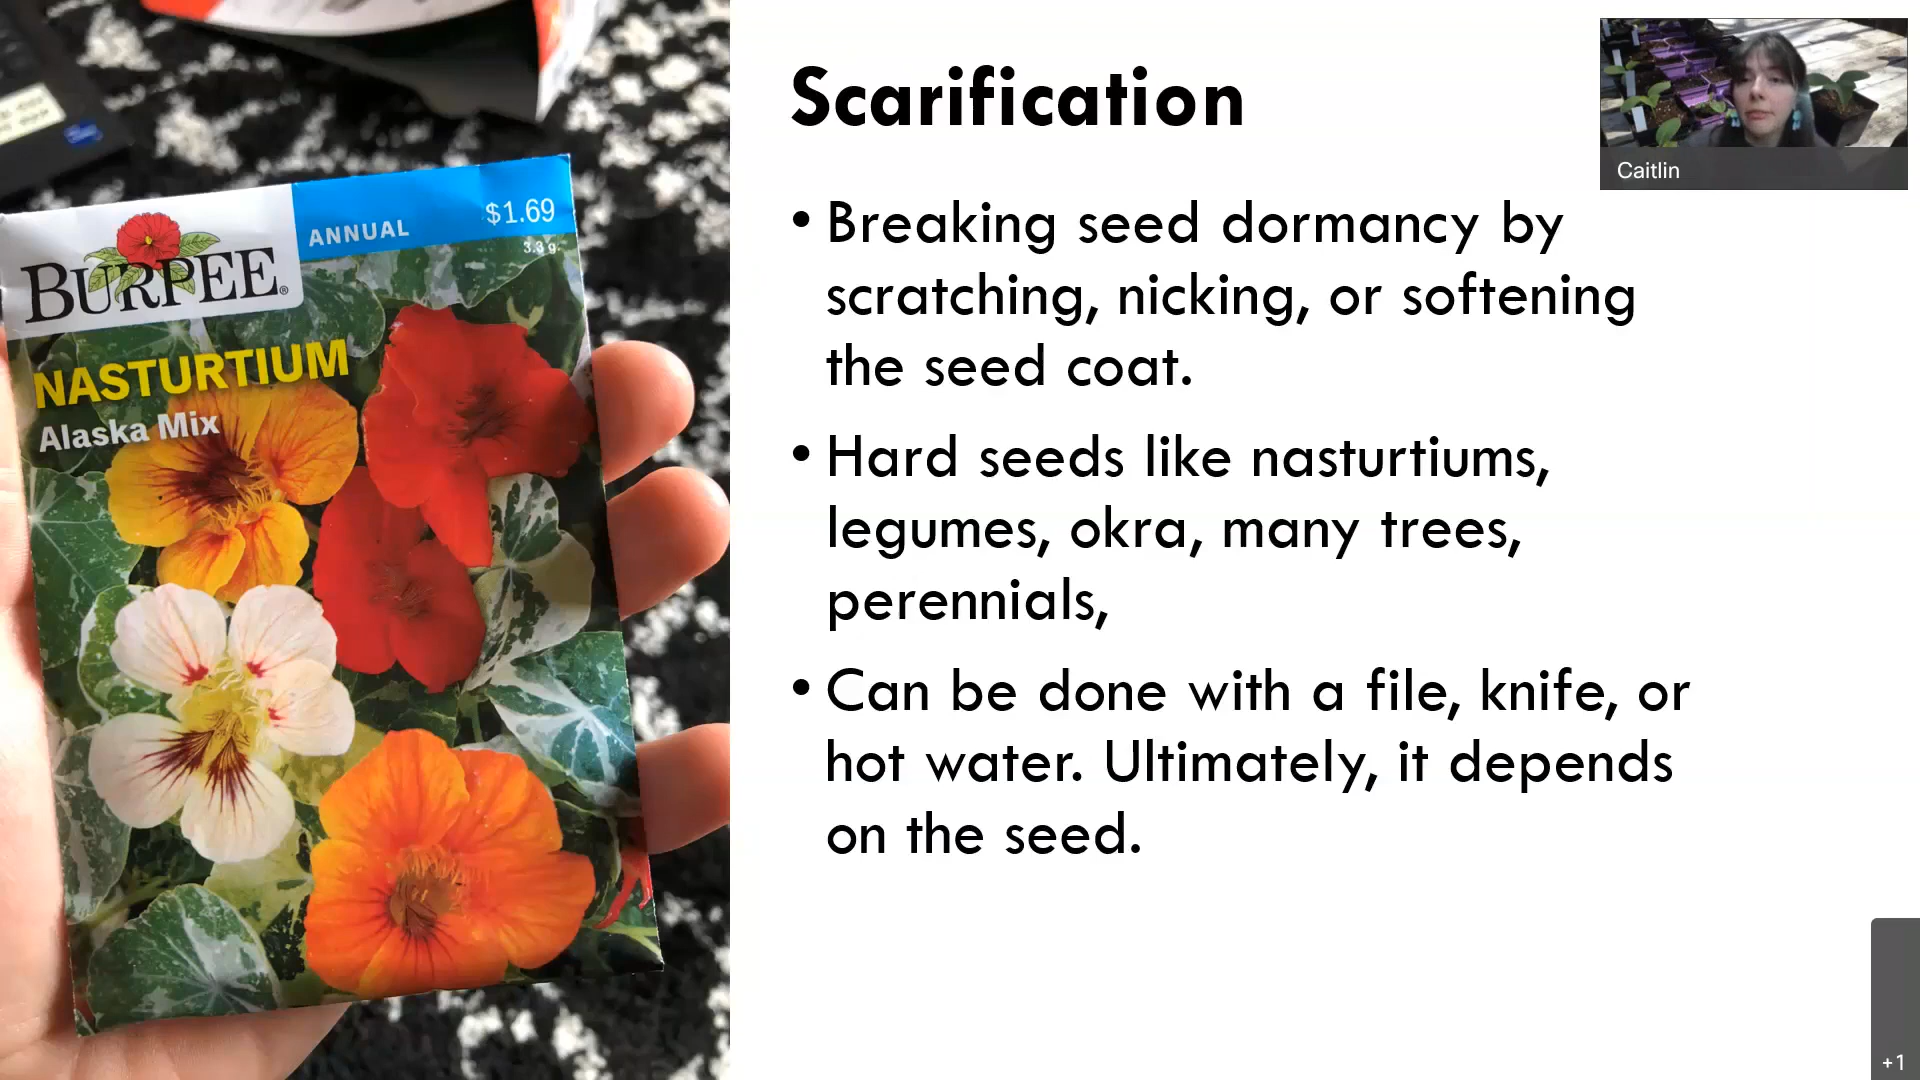 Scarification
Caitlin
• Breaking seed dormancy by
scratching, nicking, or softening
the seed coat.
• Hard seeds like nasturtiums,
legumes, okra, many trees,
perennials,
• Can be done with a file, knife, or
hot water. Ultimately, it depends
on the seed.
BURPEE®
ANNUAL
$1.69
3.3 g.
NASTURTIUM
Alaska Mix
+1